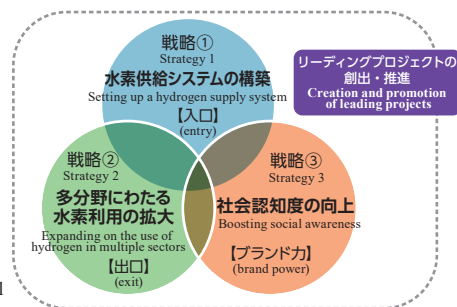 戦略①
Strategy 1
水素供給システムの構築
Setting up a hydrogen supply system
【入口】
(entry)
リーディングプロジェクトの
創出・推進
Creation and promotion
of leading projects
戦略②
Strategy 2
多分野にわたる
水素利用の拡大
Expanding on the use of
hydrogen in multiple sectors
【出口】
(exit)
戦略③
Strategy 3
社会認知度の向上
Boosting social awareness
【ブランド力】
(brand power)